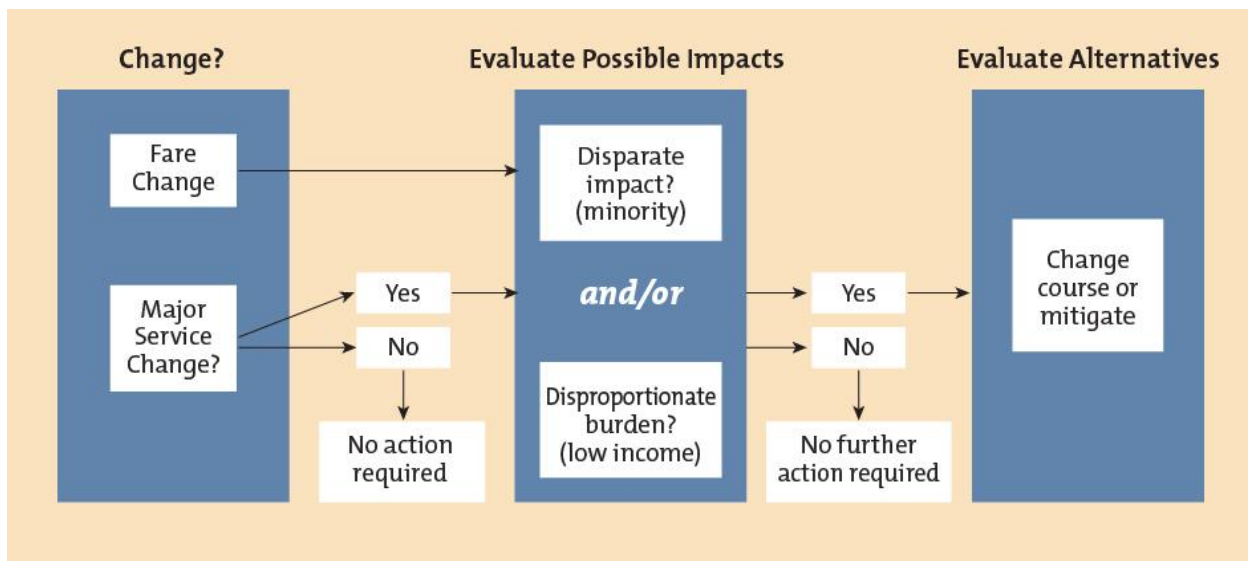 Change?
Fare
Change
Major
Service
Change?
Yes
No
No action
required
Evaluate Possible Impacts
Disparate
impact?
(minority)
and/or
Disproportionate
burden?
(low income)
Yes
No
No further
action required
Evaluate Alternatives
Change
course or
mitigate